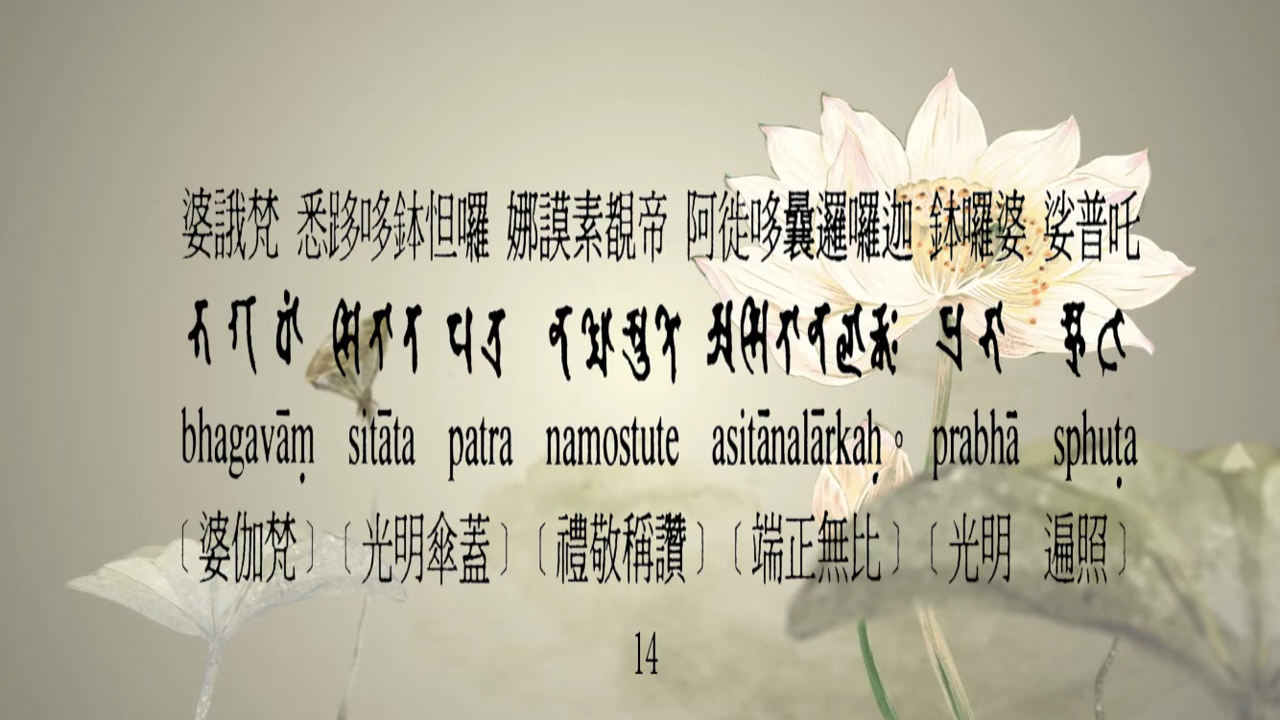 婆誐梵 悉跢哆鉢怛囉 娜謨素覩帝 阿徙哆曩邏囉迦 鉢囉婆 娑普吒
bhagavāṃ sitāta patra namostute asitānalārkaḥ。 prabhā sphuṭa
〔婆伽梵〕〔光明傘蓋〕〔禮敬稱讚〕〔端正無比〕〔光明 遍照〕
14